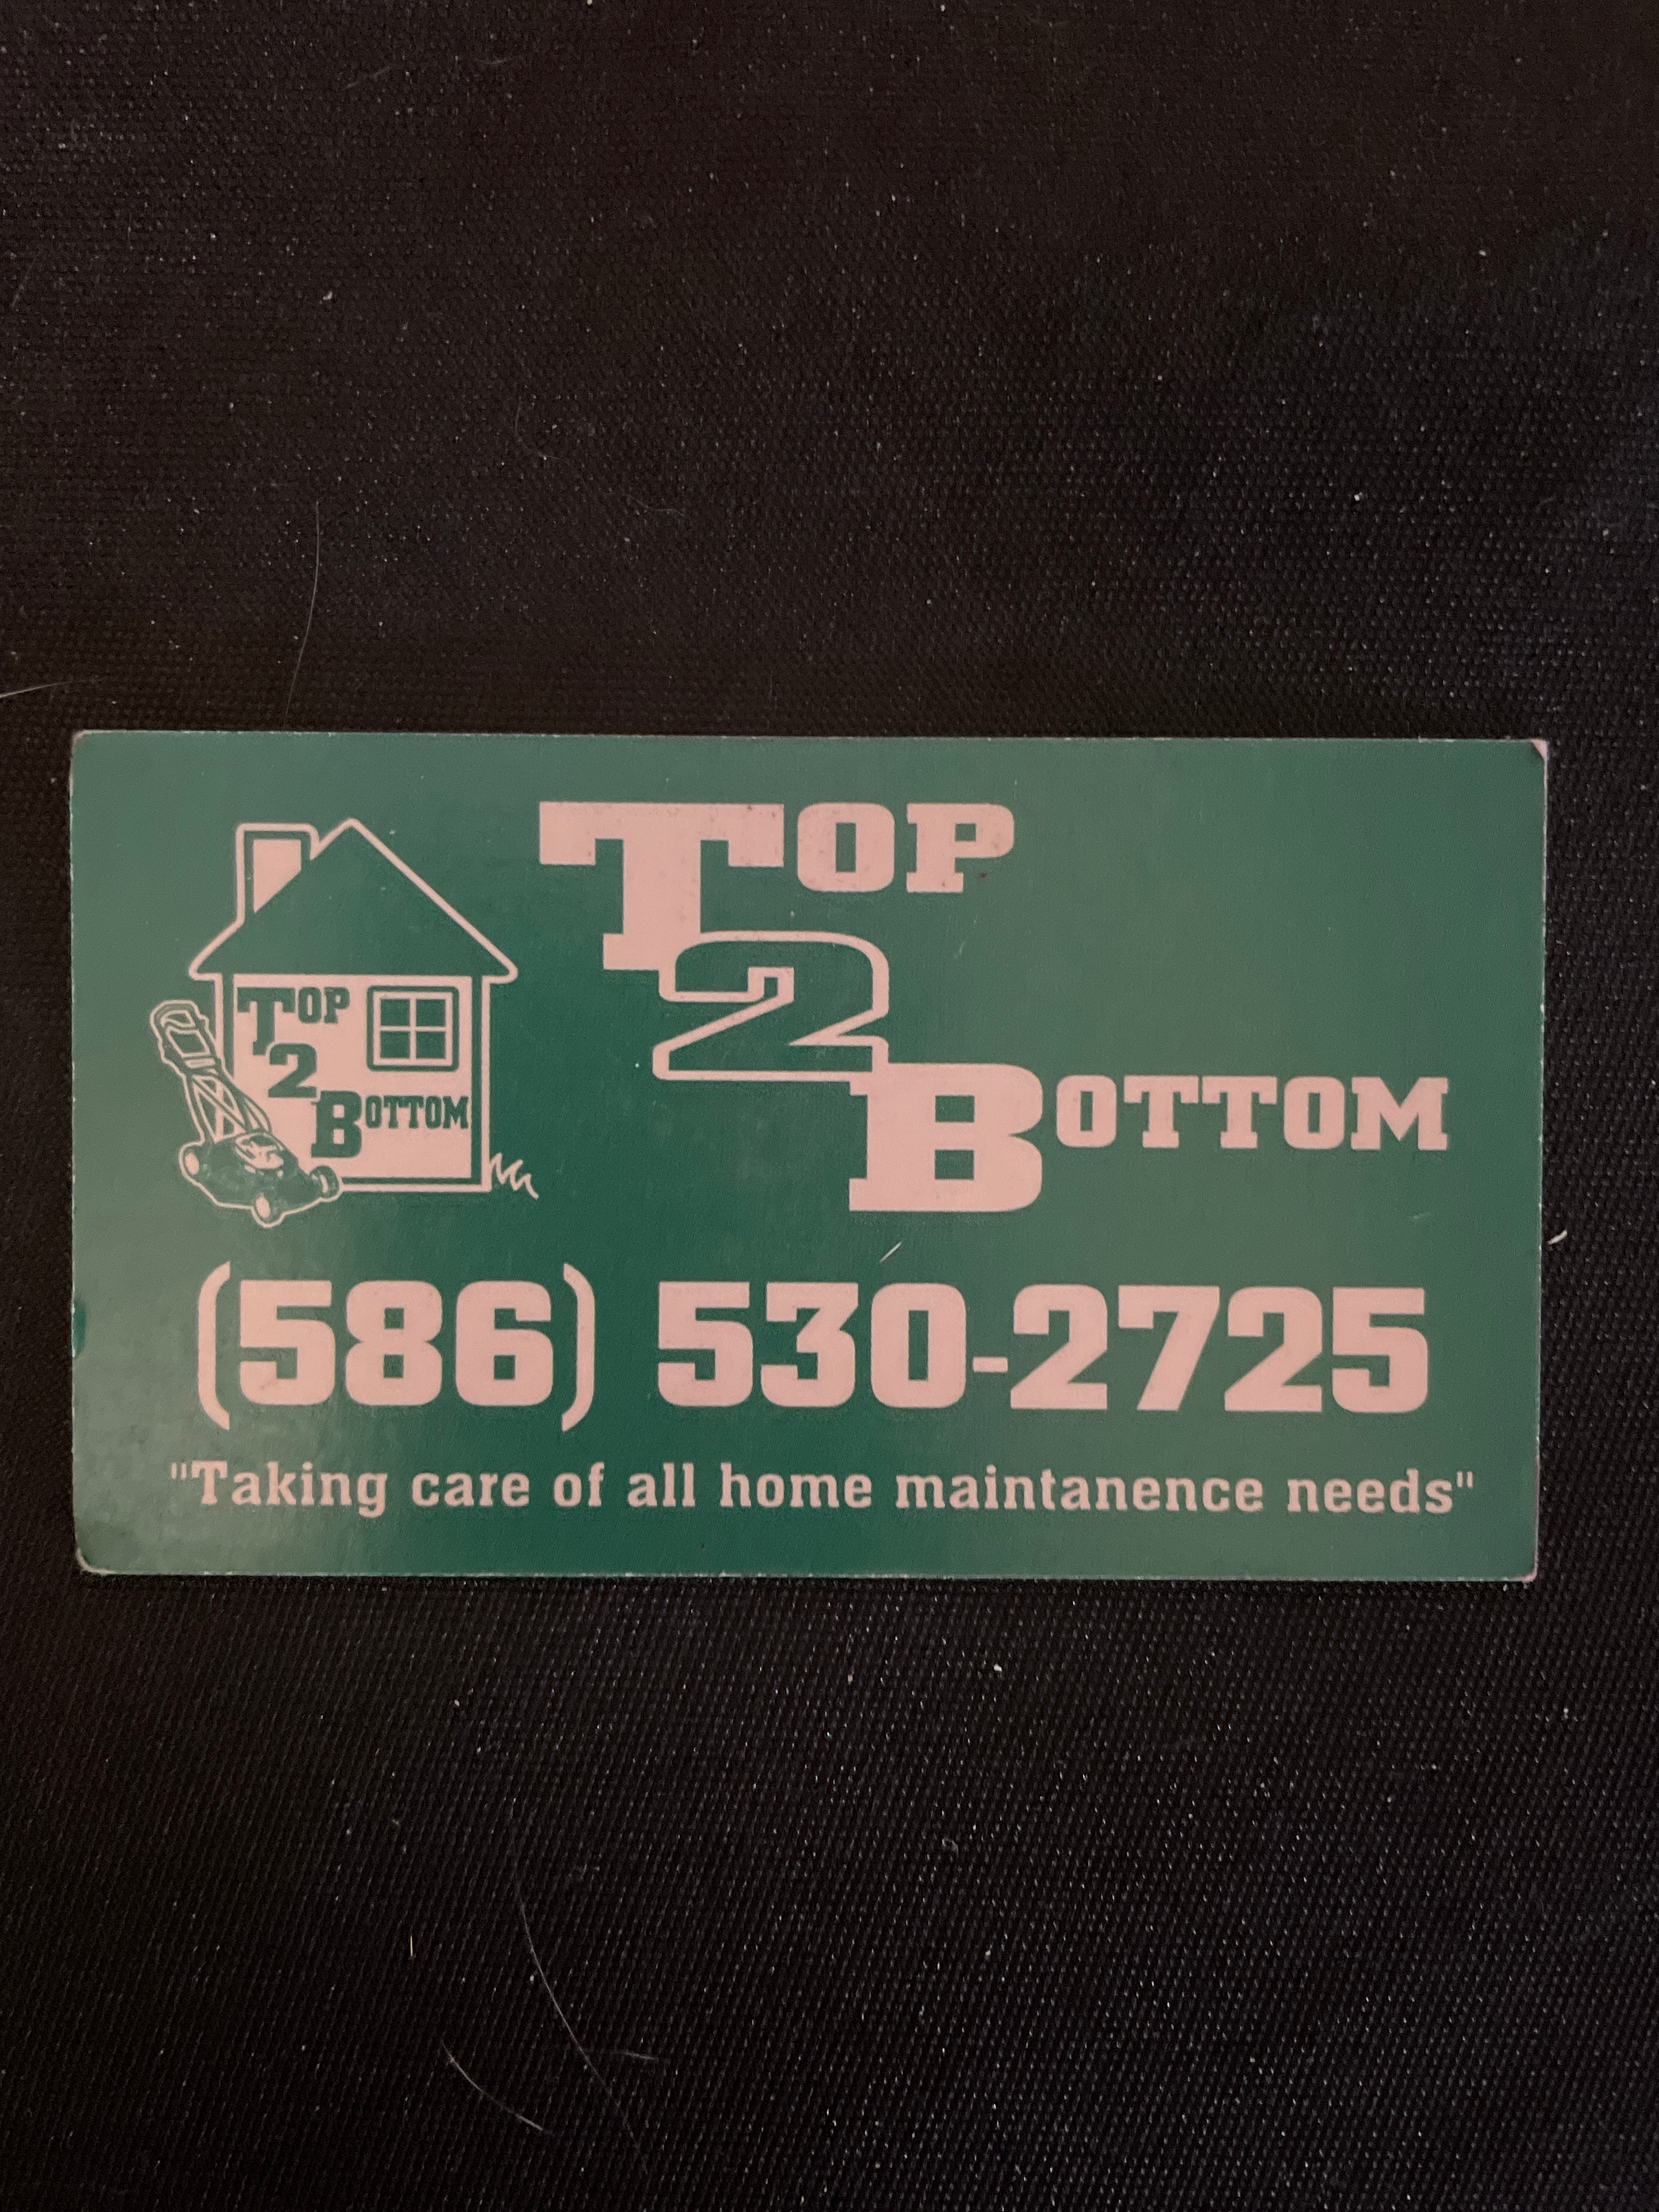 Top
2
Bottom
Top
2
Bottom
(586) 530-2725
"Taking care of all home maintanence needs"